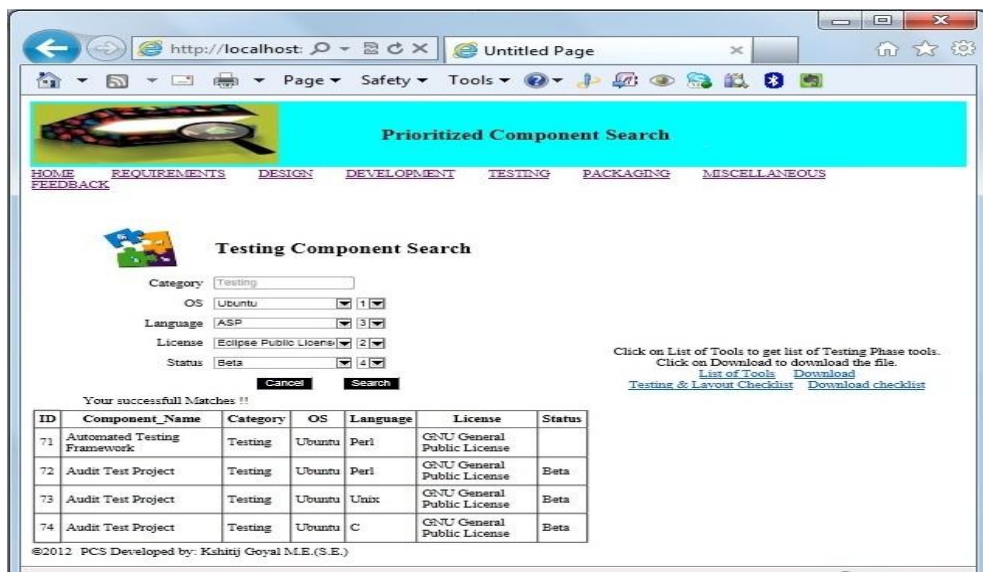 http://localhost:
Untitled Page
Page Safety Tools
Prioritized Component Search
HOME REQUIREMENTS DESIGN DEVELOPMENT TESTING PACKAGING MISCELLANEOUS
FEEDBACK
Testing Component Search
Category Testing
OS Ubuntu 1
Language ASP 3
License Eclipse Public Licens 2
Status Beta 4
Cancel Search
Click on List of Tools to get list of Testing Phase tools.
Click on Download to download the file.
List of Tools Download
Testing & Layout Checklist Download checklist
Your successfull Matches !!
ID Component_Name Category OS Language License Status
71 Automated Testing Framework Testing Ubuntu Perl GNU General Public License
72 Audit Test Project Testing Ubuntu Perl GNU General Public License Beta
73 Audit Test Project Testing Ubuntu Unix GNU General Public License Beta
74 Audit Test Project Testing Ubuntu C GNU General Public License Beta
©2012 PCS Developed by: Kshitij Goyal M.E.(S.E.)